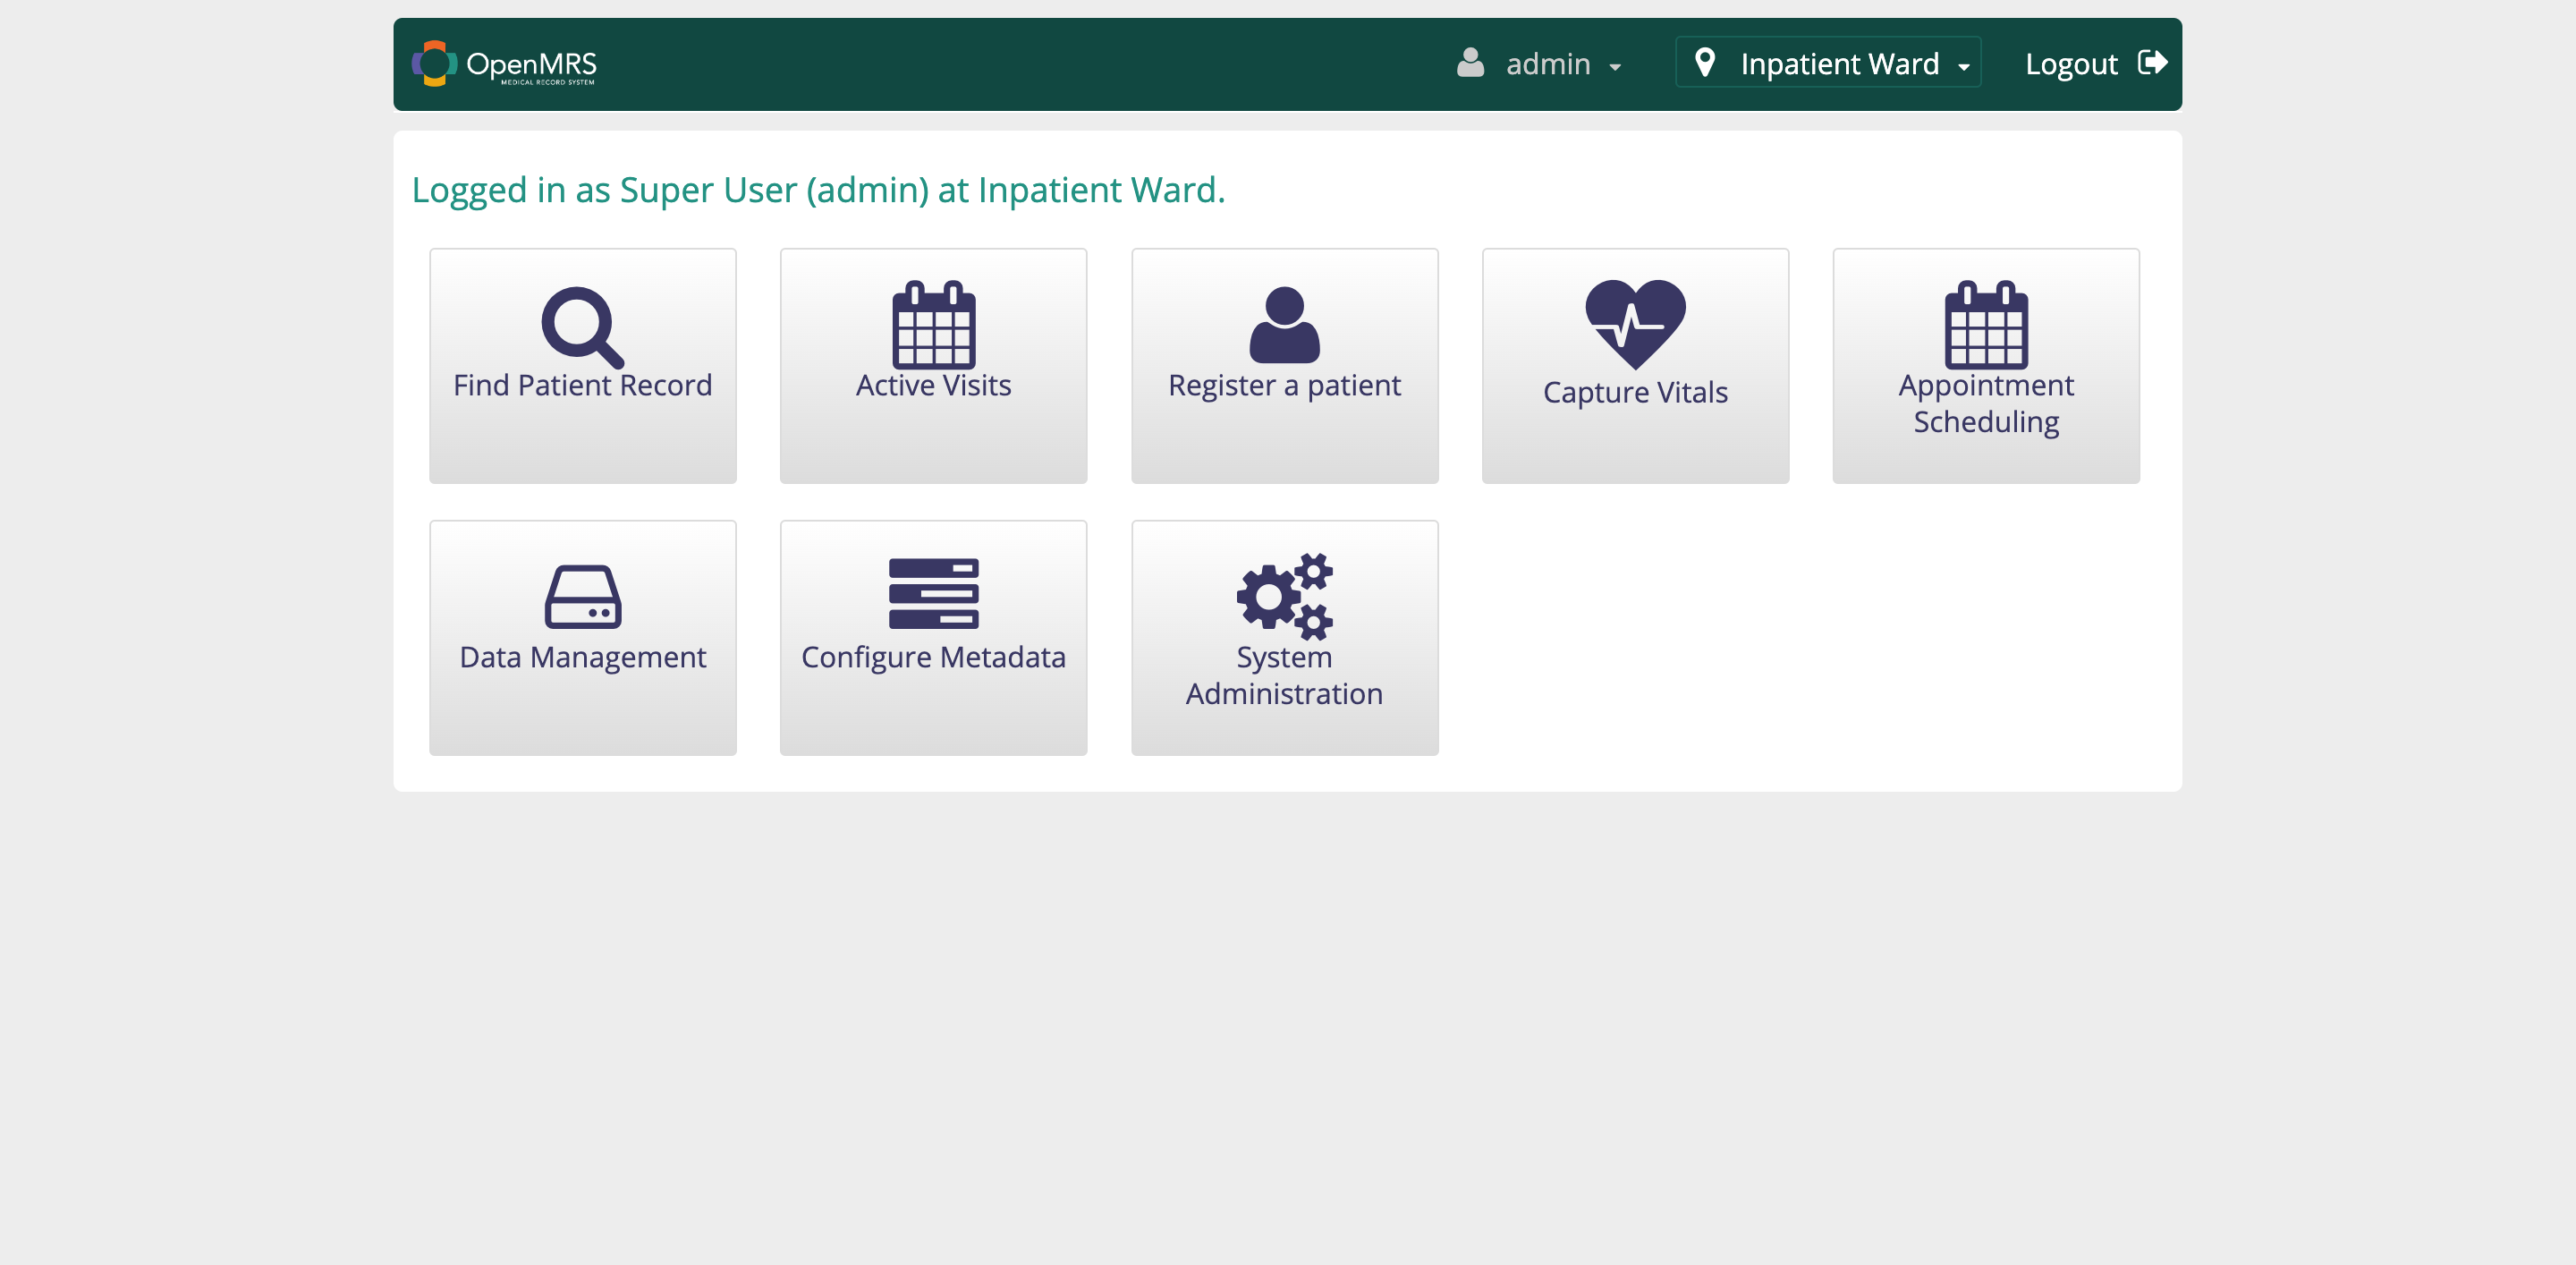 OpenMRS
MEDICAL RECORD SYSTEM
admin
Inpatient Ward
Logout
Logged in as Super User (admin) at Inpatient Ward.
Find Patient Record
Active Visits
Register a patient
Capture Vitals
Appointment
Scheduling
Data Management
Configure Metadata
System
Administration